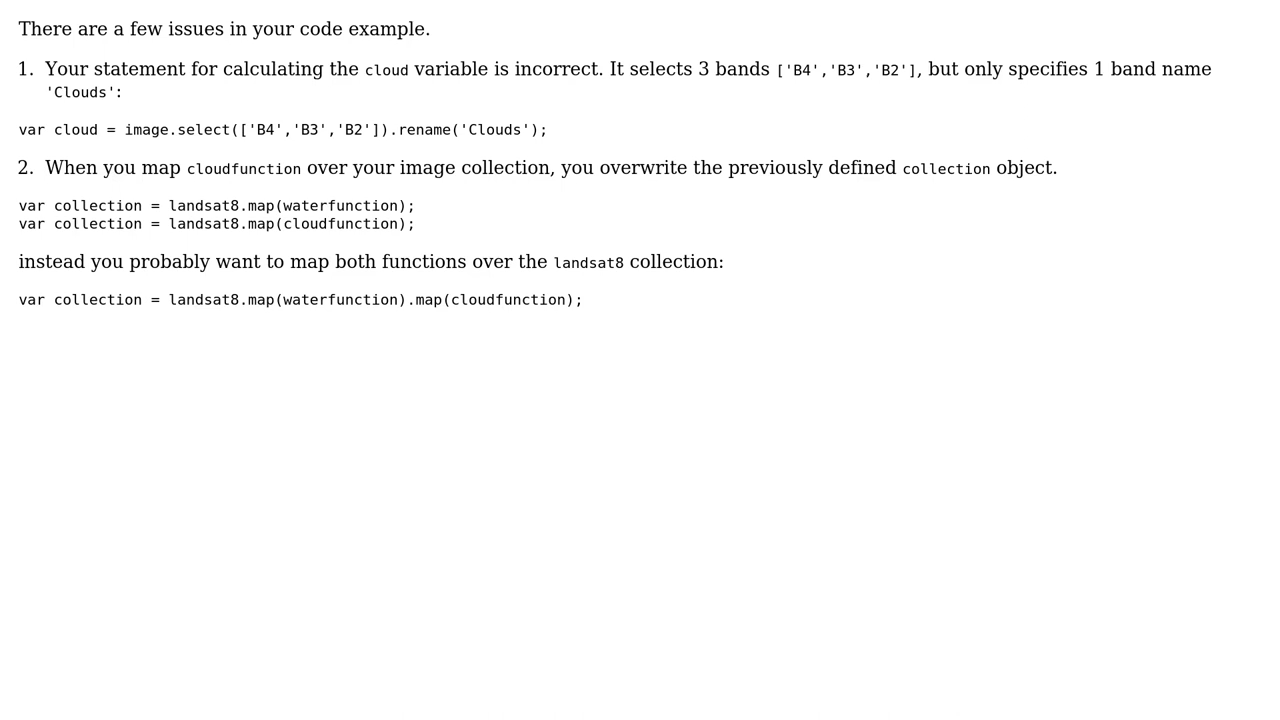 There are a few issues in your code example.
1. Your statement for calculating the cloud variable is incorrect. It selects 3 bands ['B4','B3','B2'], but only specifies 1 band name
'Clouds':
var cloud = image.select(['B4','B3','B2']).rename('Clouds');
2. When you map cloudfunction over your image collection, you overwrite the previously defined collection object.
var collection = landsat8.map(waterfunction);
var collection = landsat8.map(cloudfunction);
instead you probably want to map both functions over the landsat8 collection:
var collection = landsat8.map(waterfunction).map(cloudfunction);